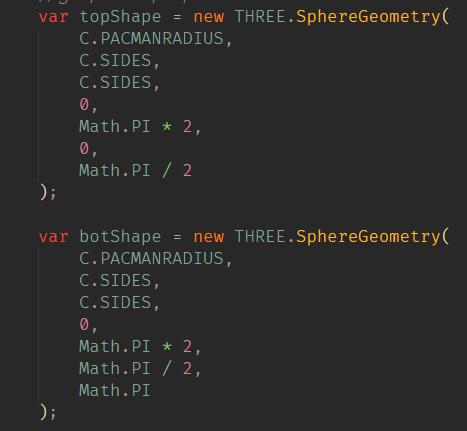 var topShape = new THREE.SphereGeometry(
C.PACMANRADIUS,
C.SIDES,
C.SIDES,
0,
Math.PI * 2,
0,
Math.PI / 2
);
var botShape = new THREE.SphereGeometry(
C.PACMANRADIUS,
C.SIDES,
C.SIDES,
0,
Math.PI * 2,
Math.PI / 2,
Math.PI
);